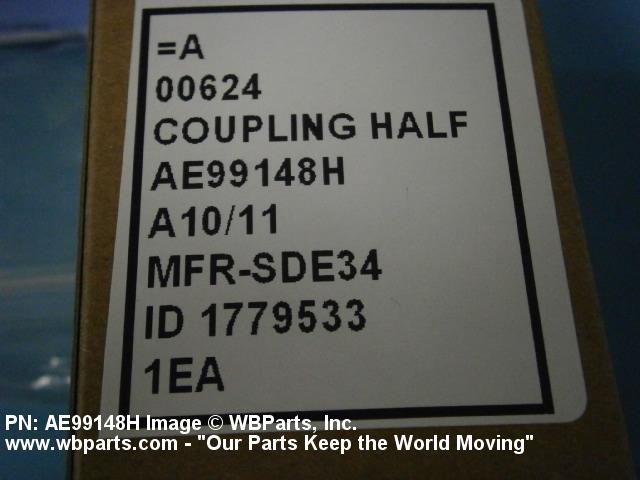 =A
00624
COUPLING HALF
AE99148H
A10/11
MFR-SDE34
ID 1779533
1EA
PN: AE99148H Image © WBParts, Inc.
www.wbparts.com - "Our Parts Keep the World Moving"